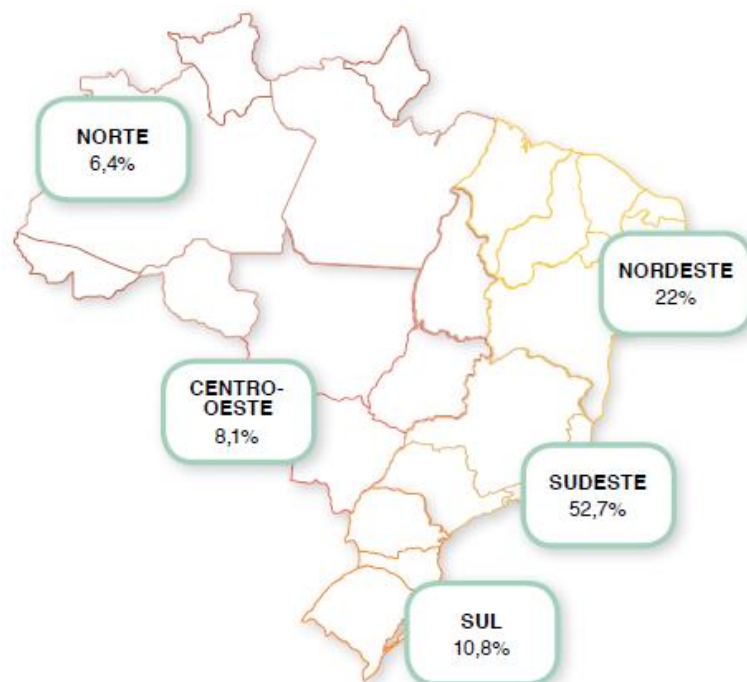 NORTE
6,4%
NORDESTE
22%
CENTRO-
OESTE
8,1%
SUDESTE
52,7%
SUL
10,8%